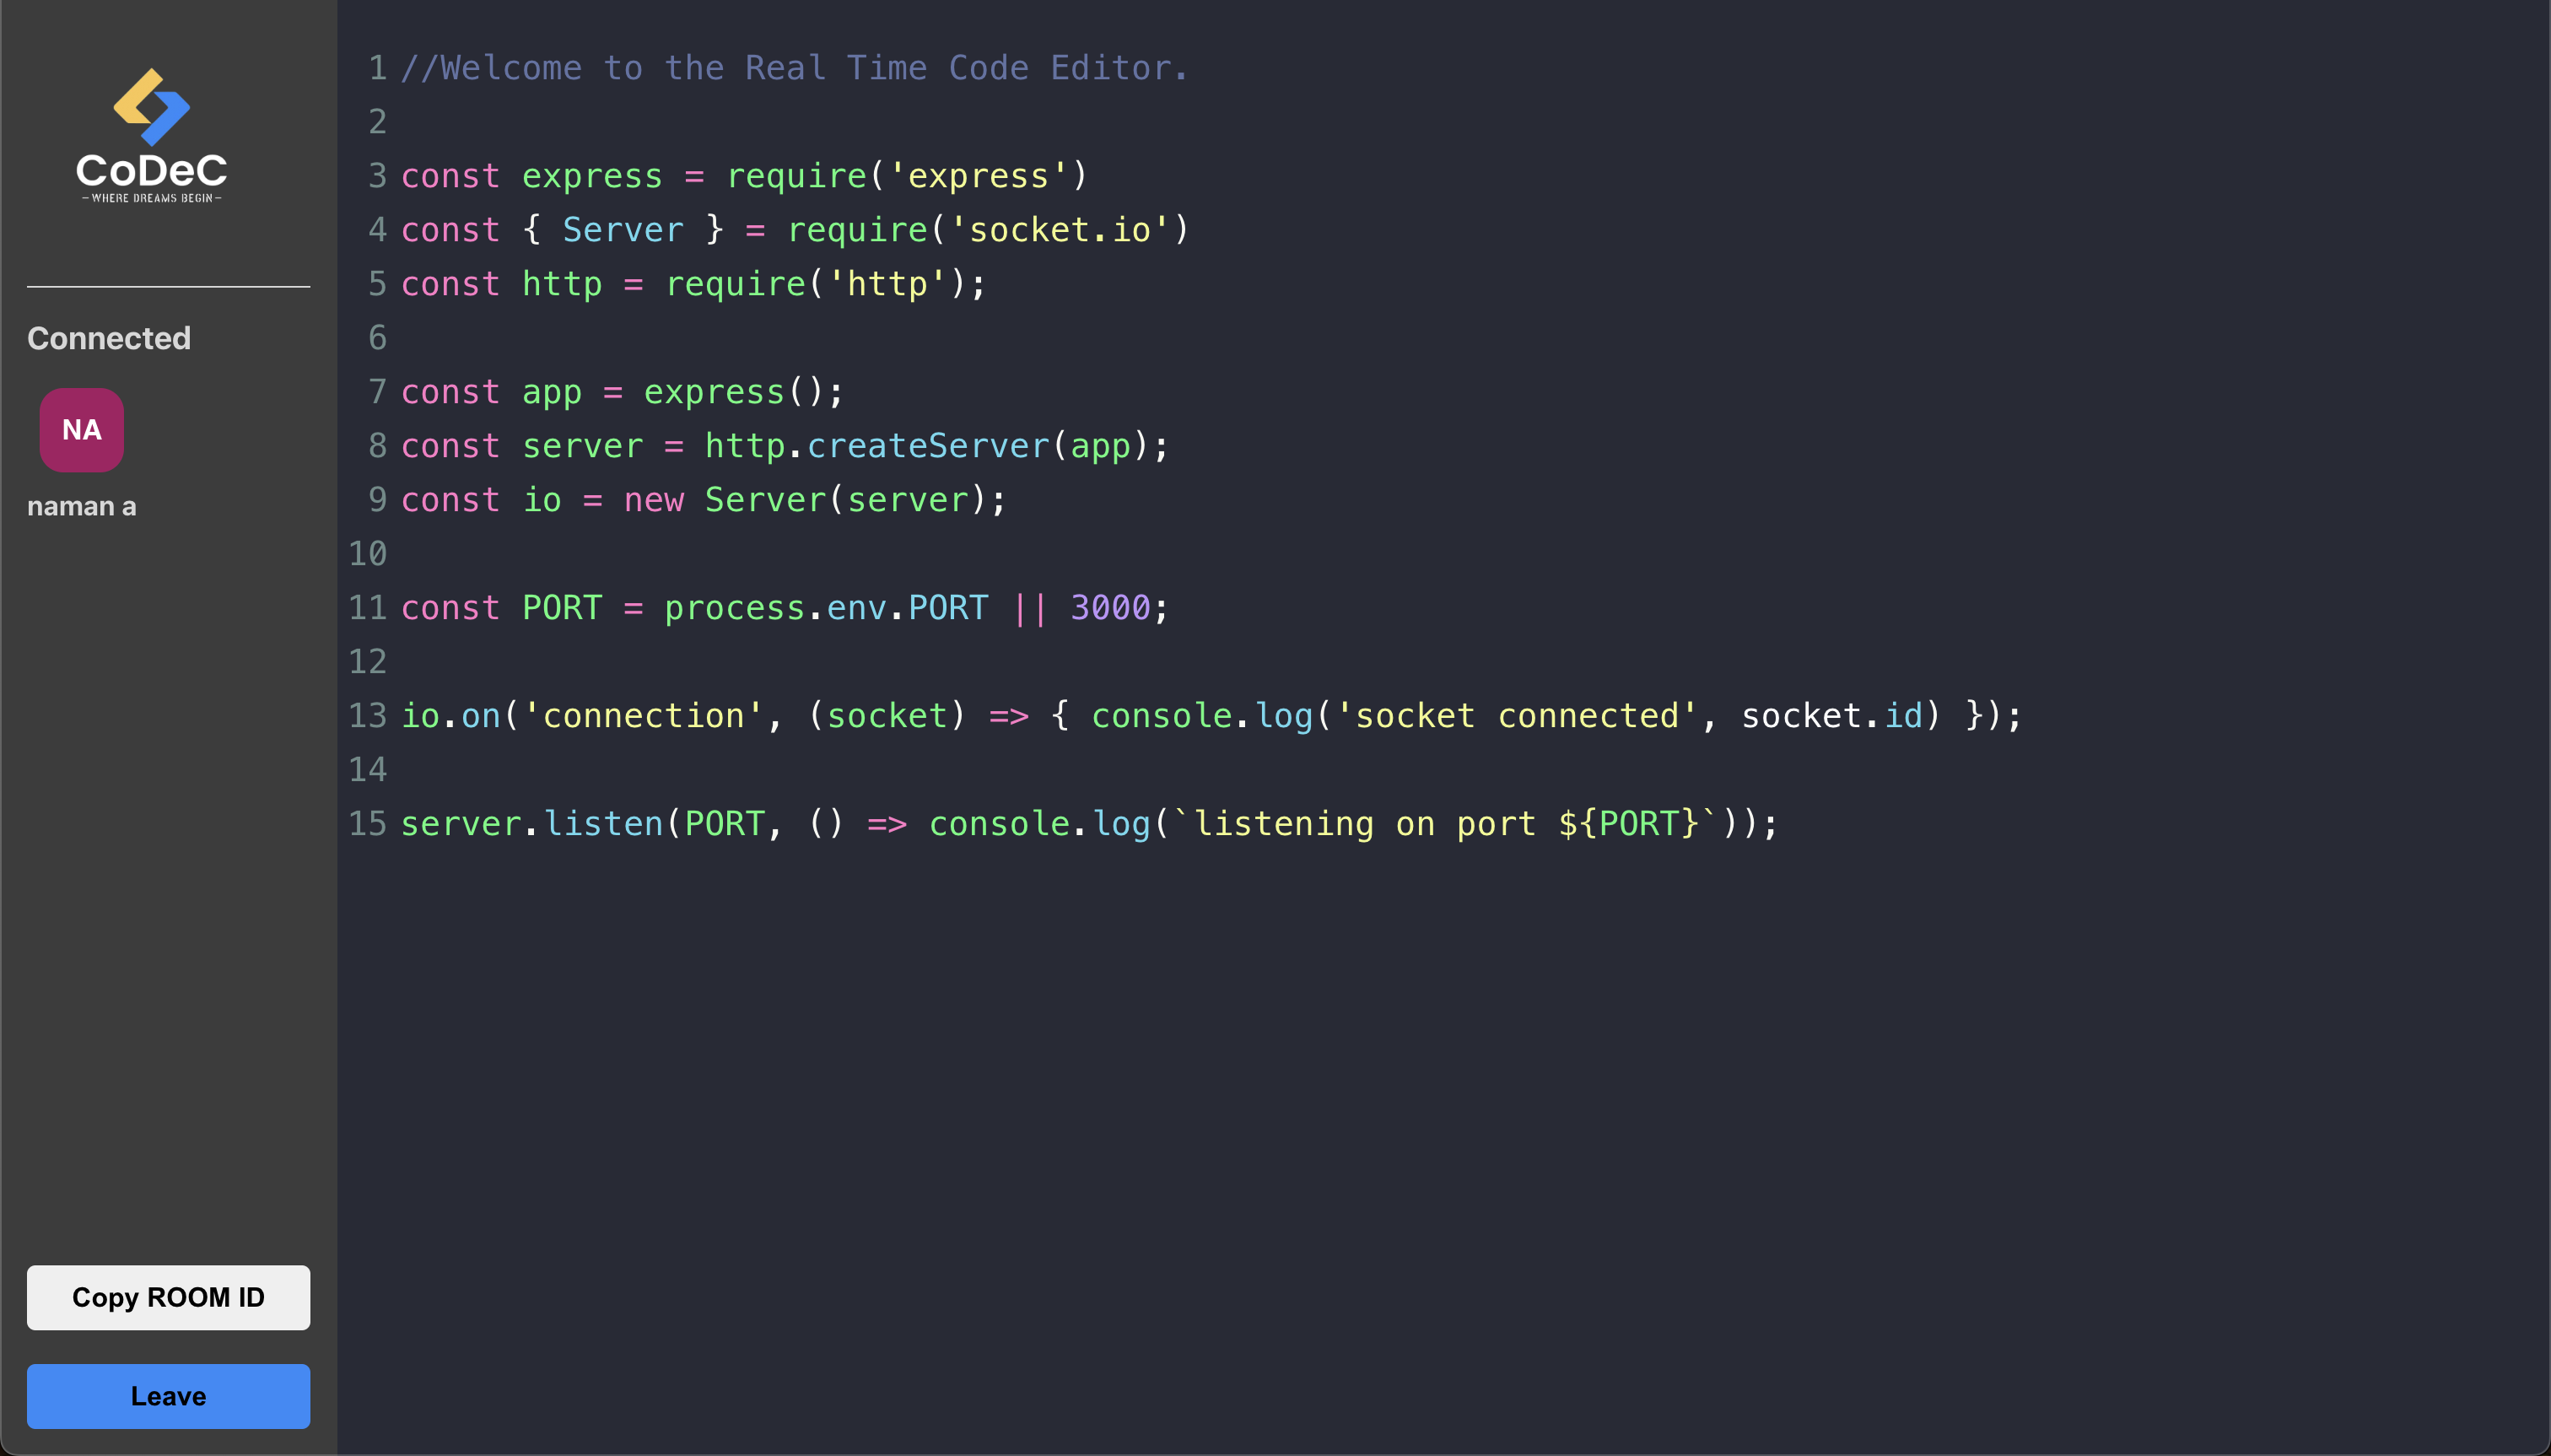 CoDeC
-WHERE DREAMS BEGIN-
Connected
NA
naman a
Copy ROOM ID
Leave
1 //Welcome to the Real Time Code Editor.
2
3 const express = require('express')
4 const { Server } = require('socket.io')
5 const http = require('http');
6
7 const app = express();
8 const server = http.createServer(app);
9 const io = new Server(server);
10
11 const PORT = process.env.PORT || 3000;
12
13 io.on('connection', (socket) => { console.log('socket connected', socket.id) });
14
15 server.listen(PORT, () => console.log(`listening on port ${PORT}`));